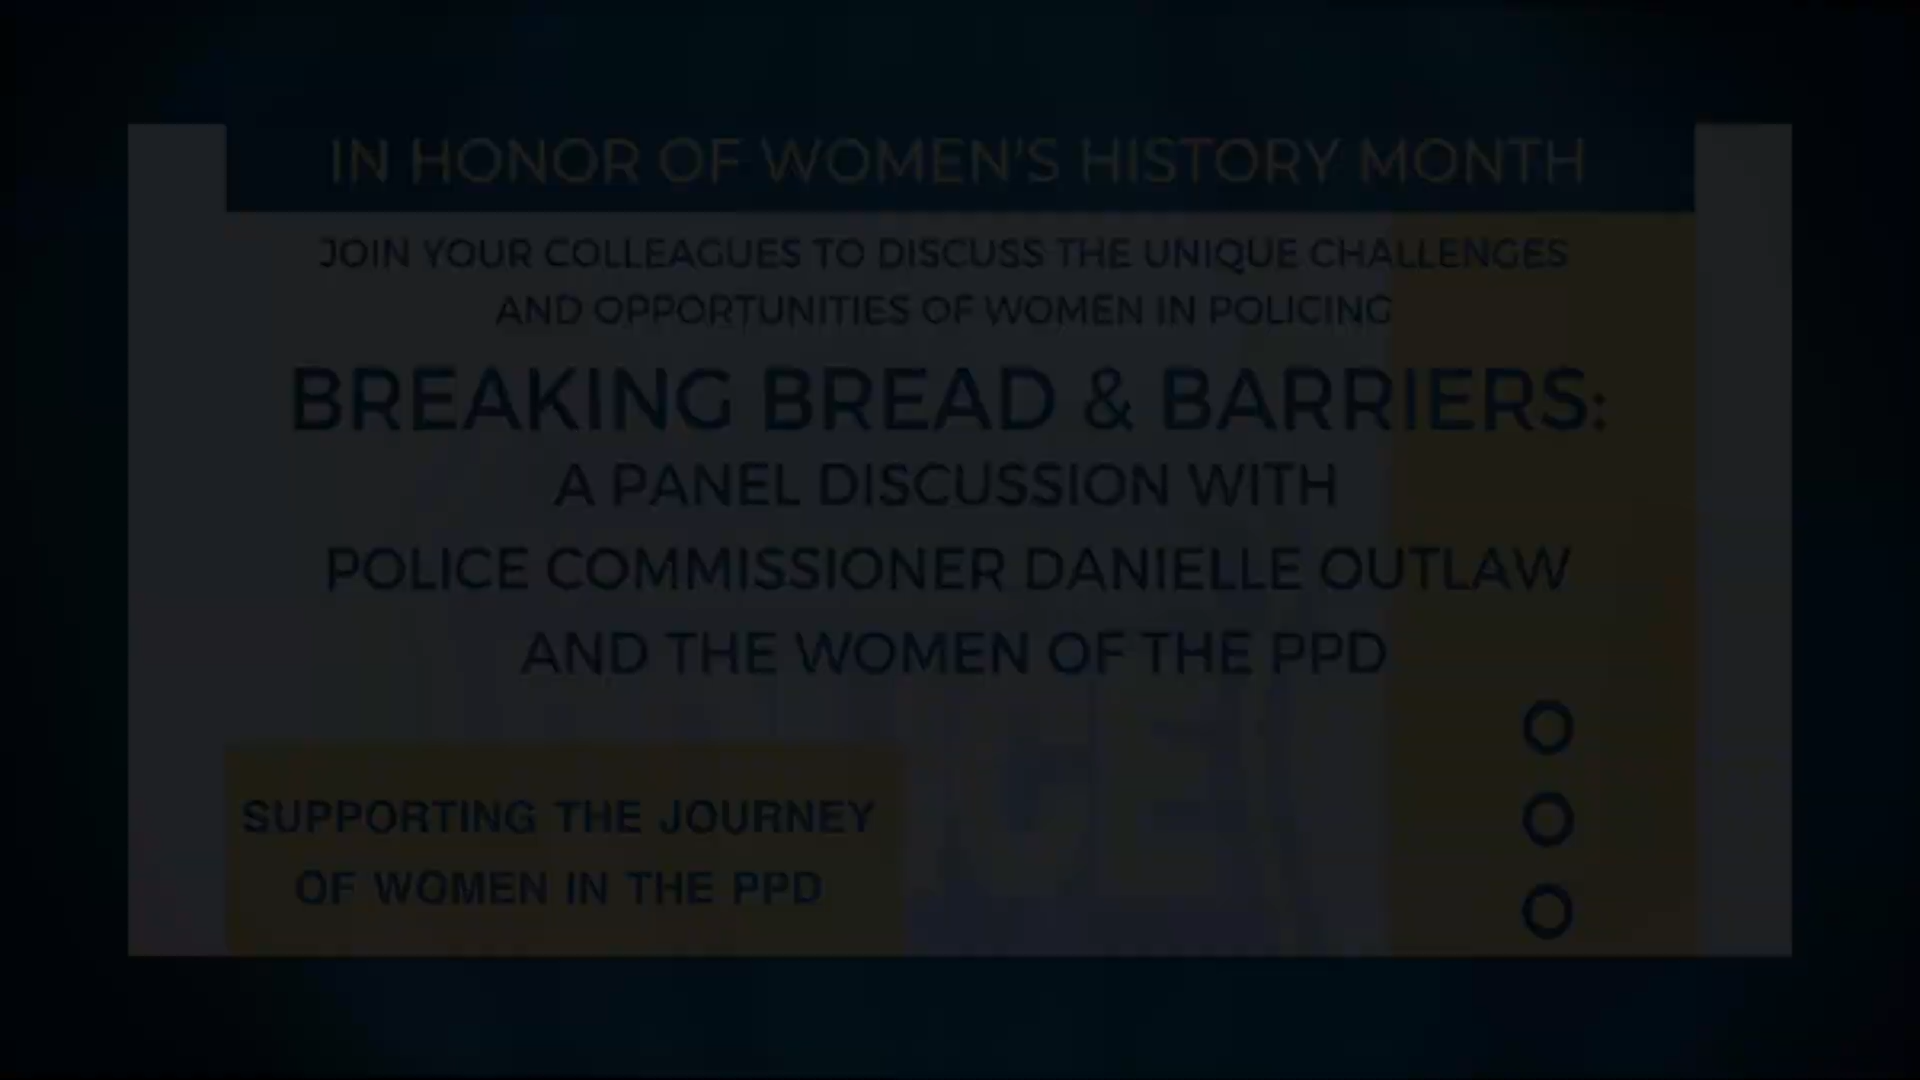 IN HONOR OF WOMEN'S HISTORY MONTH
JOIN YOUR COLLEAGUES TO DISCUSS THE UNIQUE CHALLENGES
AND OPPORTUNITIES OF WOMEN IN POLICING
BREAKING BREAD & BARRIERS:
A PANEL DISCUSSION WITH
POLICE COMMISSIONER DANIELLE OUTLAW
AND THE WOMEN OF THE PPD
SUPPORTING THE JOURNEY
OF WOMEN IN THE PPD